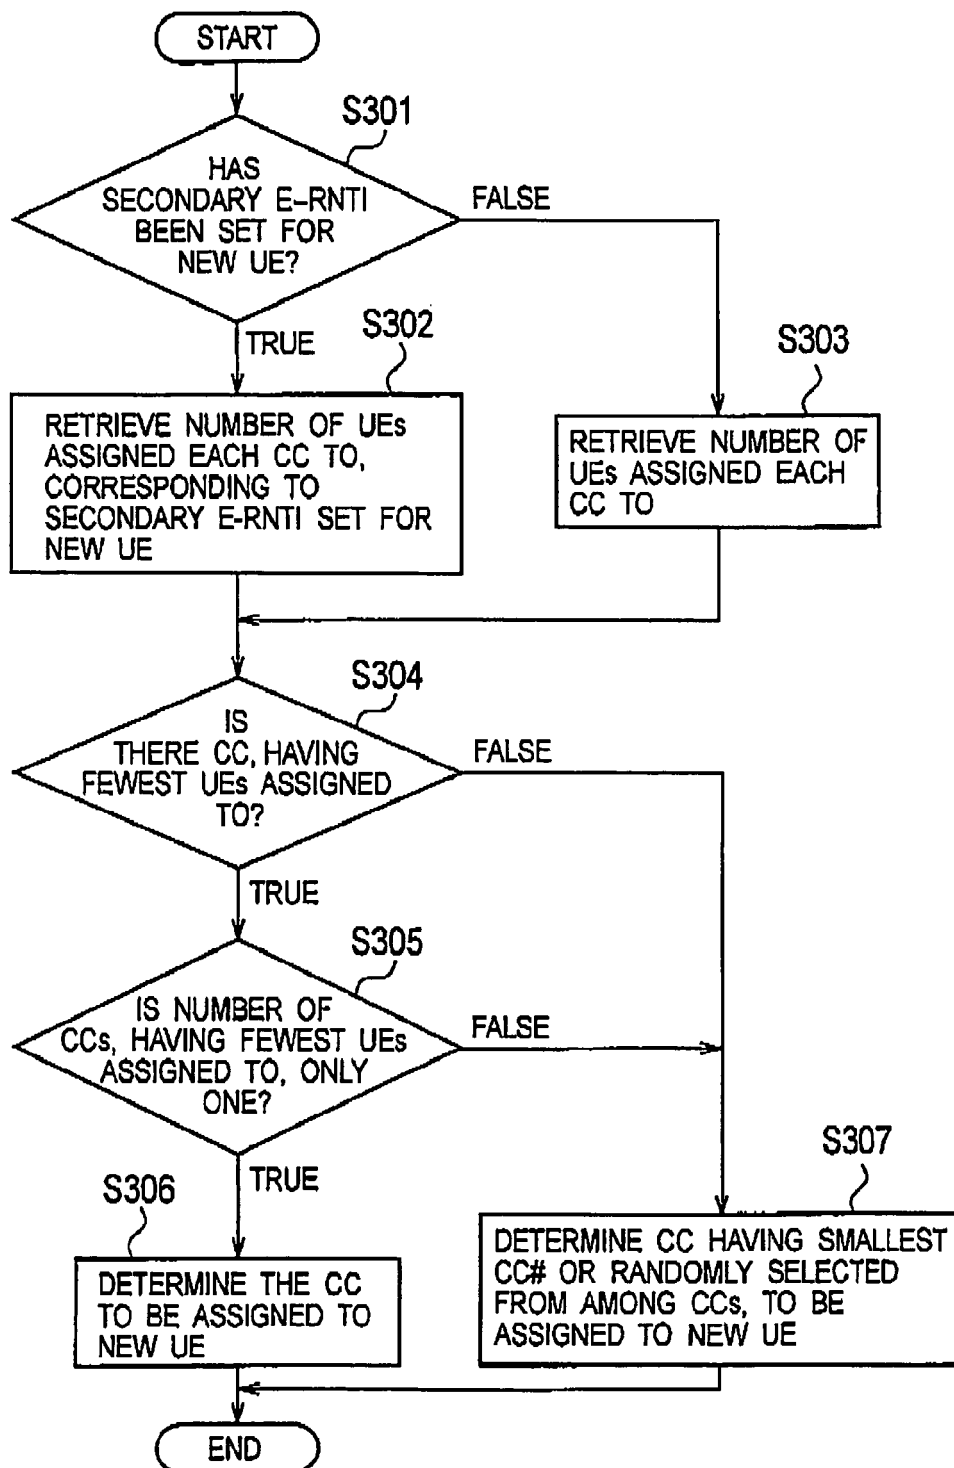 START
S301
HAS
SECONDARY E-RNTI
BEEN SET FOR
NEW UE?
FALSE
TRUE
S302
RETRIEVE NUMBER OF UEs
ASSIGNED EACH CC TO,
CORRESPONDING TO
SECONDARY E-RNTI SET FOR
NEW UE
S303
RETRIEVE NUMBER OF
UEs ASSIGNED EACH
CC TO
S304
IS
THERE CC, HAVING
FEWEST UEs ASSIGNED
TO?
FALSE
TRUE
S305
IS NUMBER OF
CCs, HAVING FEWEST UEs
ASSIGNED TO, ONLY
ONE?
FALSE
TRUE
S306
DETERMINE THE CC
TO BE ASSIGNED TO
NEW UE
S307
DETERMINE CC HAVING SMALLEST
CC# OR RANDOMLY SELECTED
FROM AMONG CCs, TO BE
ASSIGNED TO NEW UE
END